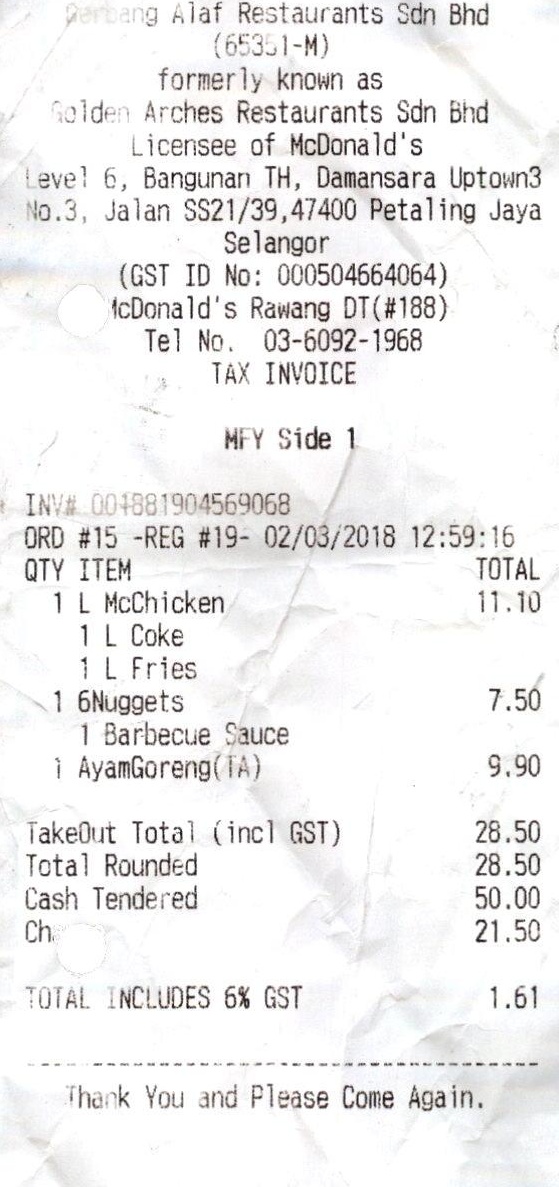 Gerbang Alaf Restaurants Sdn Bhd
(65351-M)
formerly known as
Golden Arches Restaurants Sdn Bhd
Licensee of McDonald's
Level 6, Bangunan TH, Damansara Uptown3
No.3, Jalan SS21/39,47400 Petaling Jaya
Selangor
(GST ID No: 000504664064)
McDonald's Rawang DT(#188)
Tel No. 03-6092-1968
TAX INVOICE
MFY Side 1
INV# 001881904569068
ORD #15 -REG #19- 02/03/2018 12:59:16
QTY ITEM TOTAL
1 L McChicken 11.10
1 L Coke
1 L Fries
1 6Nuggets 7.50
1 Barbecue Sauce
1 AyamGoreng(TA) 9.90
TakeOut Total (incl GST) 28.50
Total Rounded 28.50
Cash Tendered 50.00
21.50
TOTAL INCLUDES 6% GST 1.61
Thank You and Please Come Again.